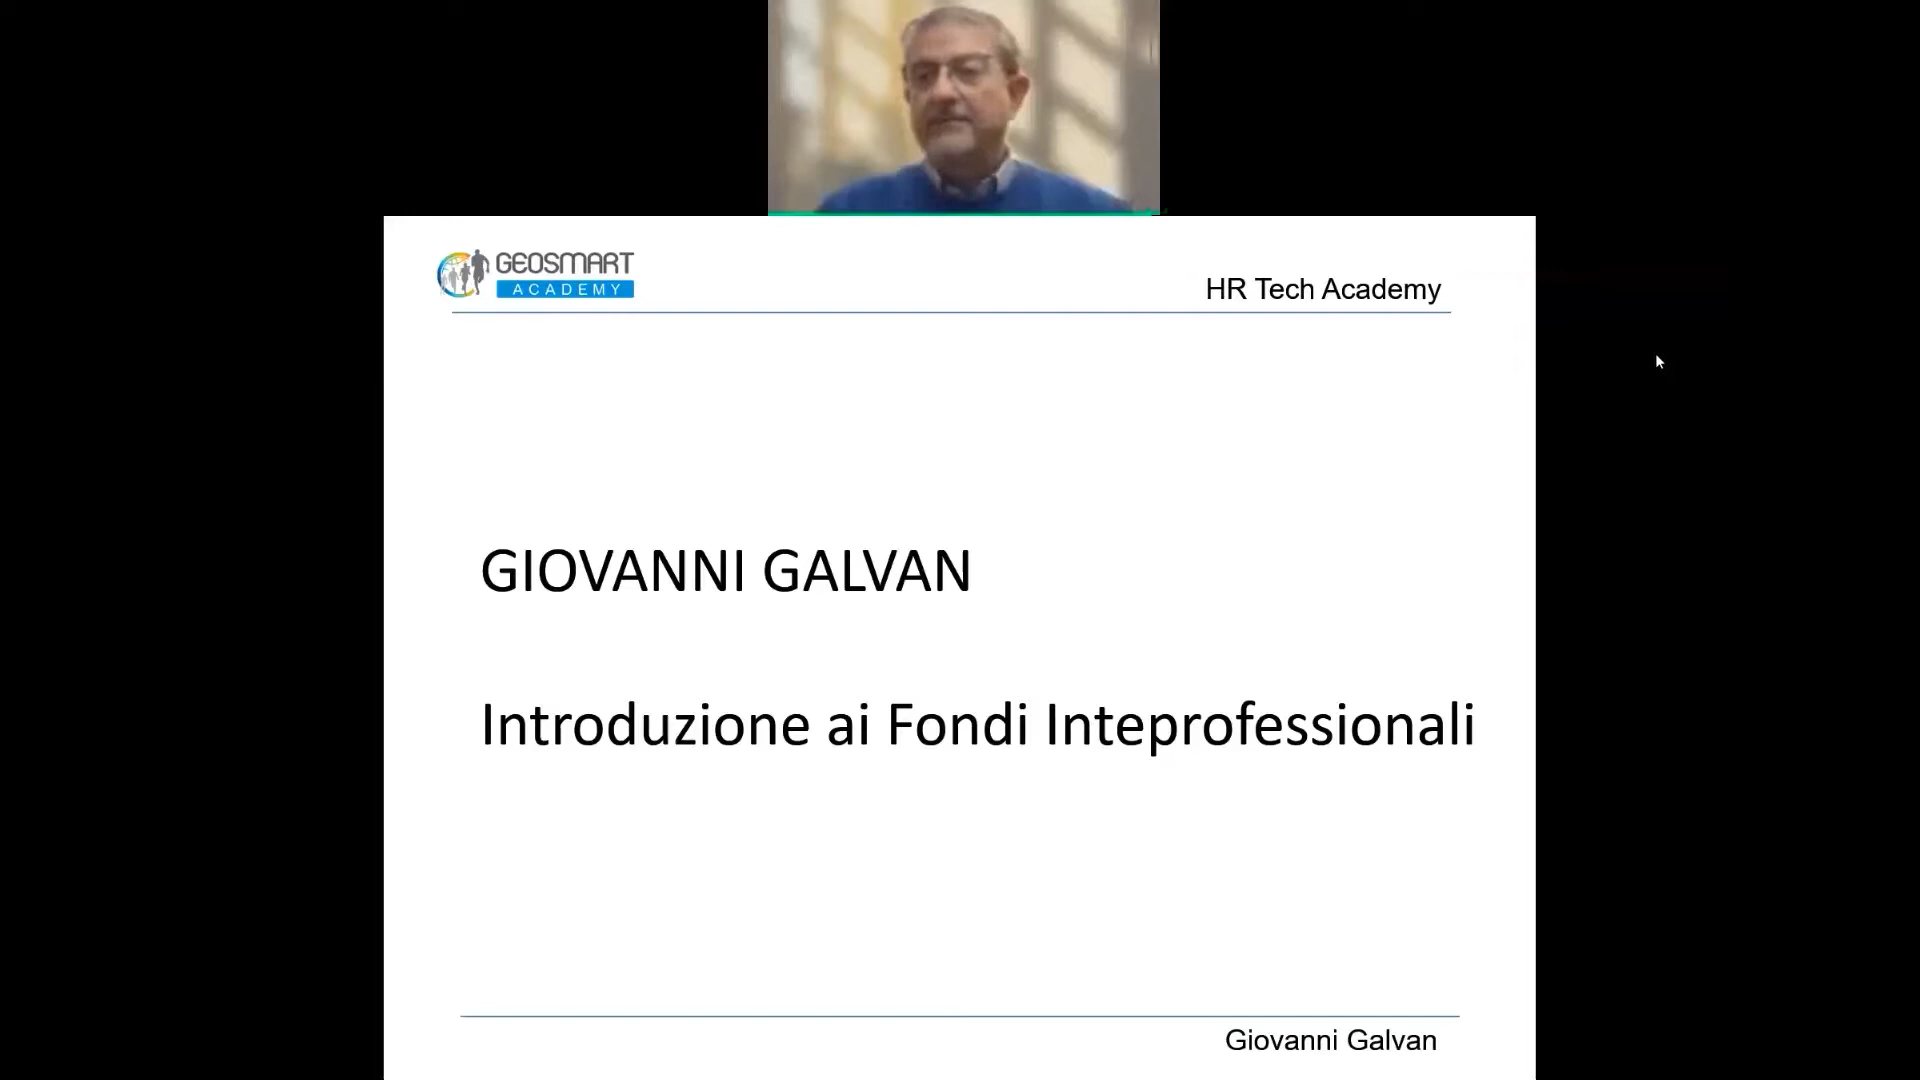 GEOSMART
ACADEMY
HR Tech Academy
GIOVANNI GALVAN
Introduzione ai Fondi Inteprofessionali
Giovanni Galvan